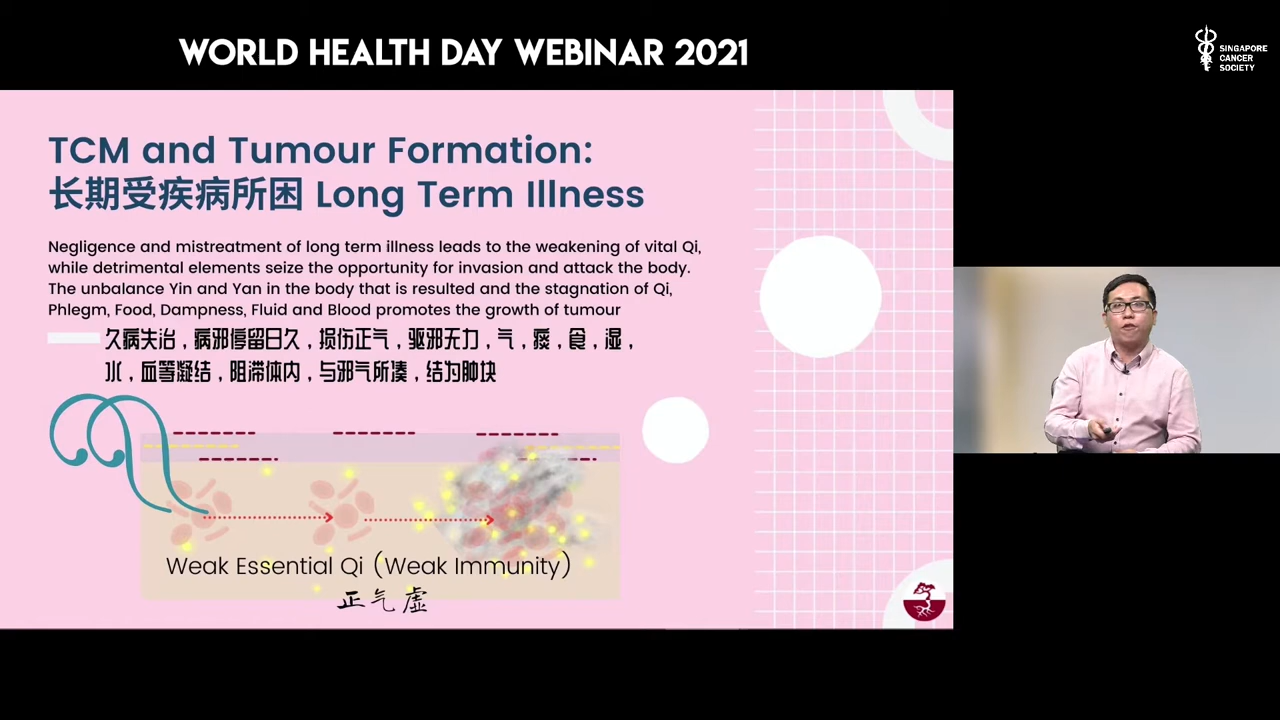 WORLD HEALTH DAY WEBINAR 2021
SINGAPORE
CANCER
SOCIETY
TCM and Tumour Formation:
长期受疾病所困 Long Term Illness
Negligence and mistreatment of long term illness leads to the weakening of vital Qi,
while detrimental elements seize the opportunity for invasion and attack the body.
The unbalance Yin and Yan in the body that is resulted and the stagnation of Qi,
Phlegm, Food, Dampness, Fluid and Blood promotes the growth of tumour
久病失治，病邪停留日久，损伤正气，驱邪无力，气，痰，食，湿，
水，血等凝结，阻滞体内，与邪气所凑，结为肿块
Weak Essential Qi (Weak Immunity)
正气虚